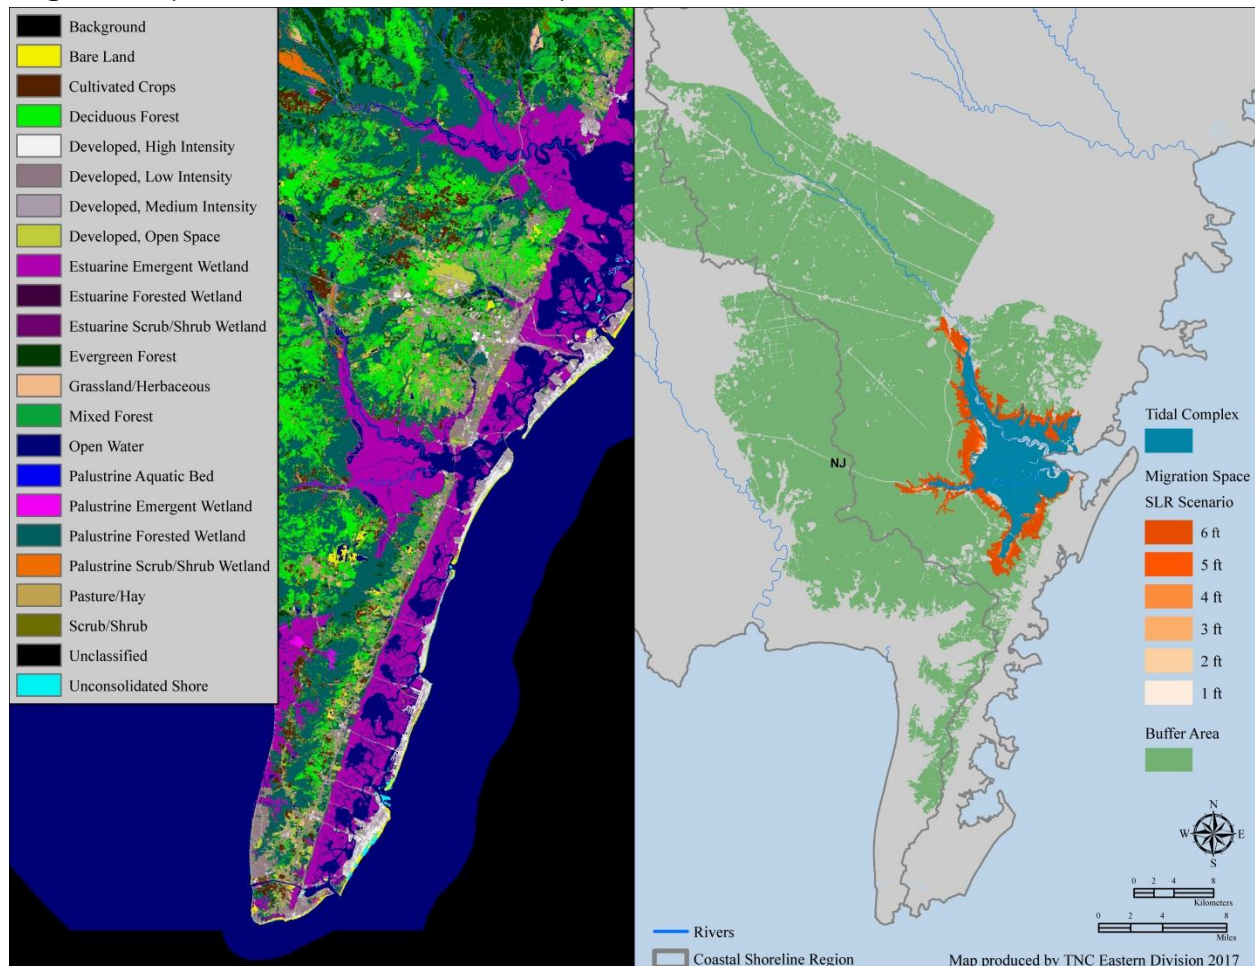 Background
Bare Land
Cultivated Crops
Deciduous Forest
Developed, High Intensity
Developed, Low Intensity
Developed, Medium Intensity
Developed, Open Space
Estuarine Emergent Wetland
Estuarine Forested Wetland
Estuarine Scrub/Shrub Wetland
Evergreen Forest
Grassland/Herbaceous
Mixed Forest
Open Water
Palustrine Aquatic Bed
Palustrine Emergent Wetland
Palustrine Forested Wetland
Palustrine Scrub/Shrub Wetland
Pasture/Hay
Scrub/Shrub
Unclassified
Unconsolidated Shore
NJ
Tidal Complex
Migration Space
SLR Scenario
6 ft
5 ft
4 ft
3 ft
2 ft
1 ft
Buffer Area
N
W E
S
0 2 4 8
Kilometers
0 2 4 8
Miles
Rivers
Coastal Shoreline Region
Map produced by TNC Eastern Division 2017